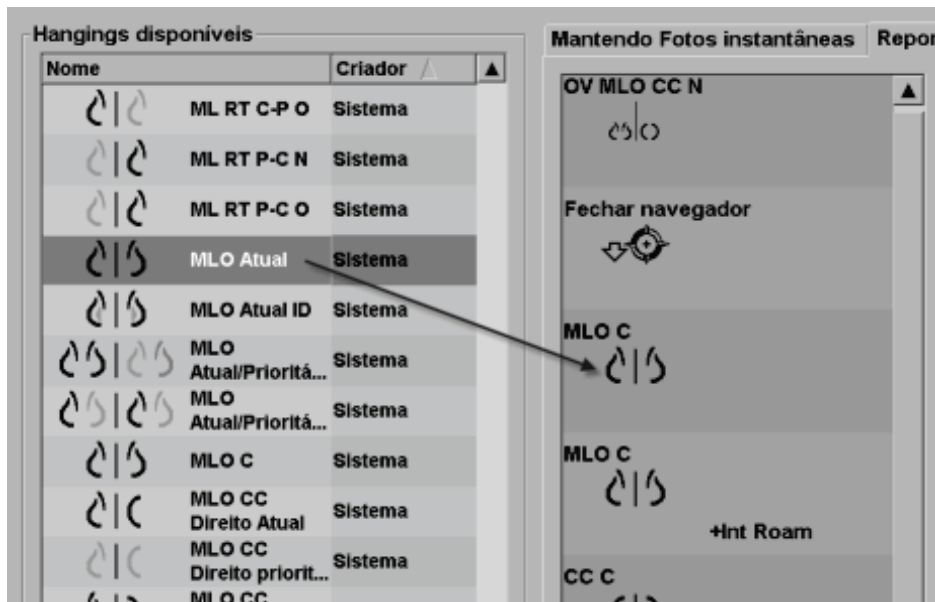 Hangings disponíveis
Nome
Criador
ML RT C-P O
Sistema
ML RT P-C N
Sistema
ML RT P-C O
Sistema
MLO Atual
Sistema
MLO Atual ID
Sistema
MLO
Atual/Prioritá...
Sistema
MLO
Atual/Prioritá...
Sistema
MLO C
Sistema
MLO CC
Direito Atual
Sistema
MLO CC
Direito priorit...
Sistema
MLO CC
Mantendo Fotos instantâneas
Repor
OV MLO CC N
Fechar navegador
MLO C
MLO C
+Int Roam
CC C